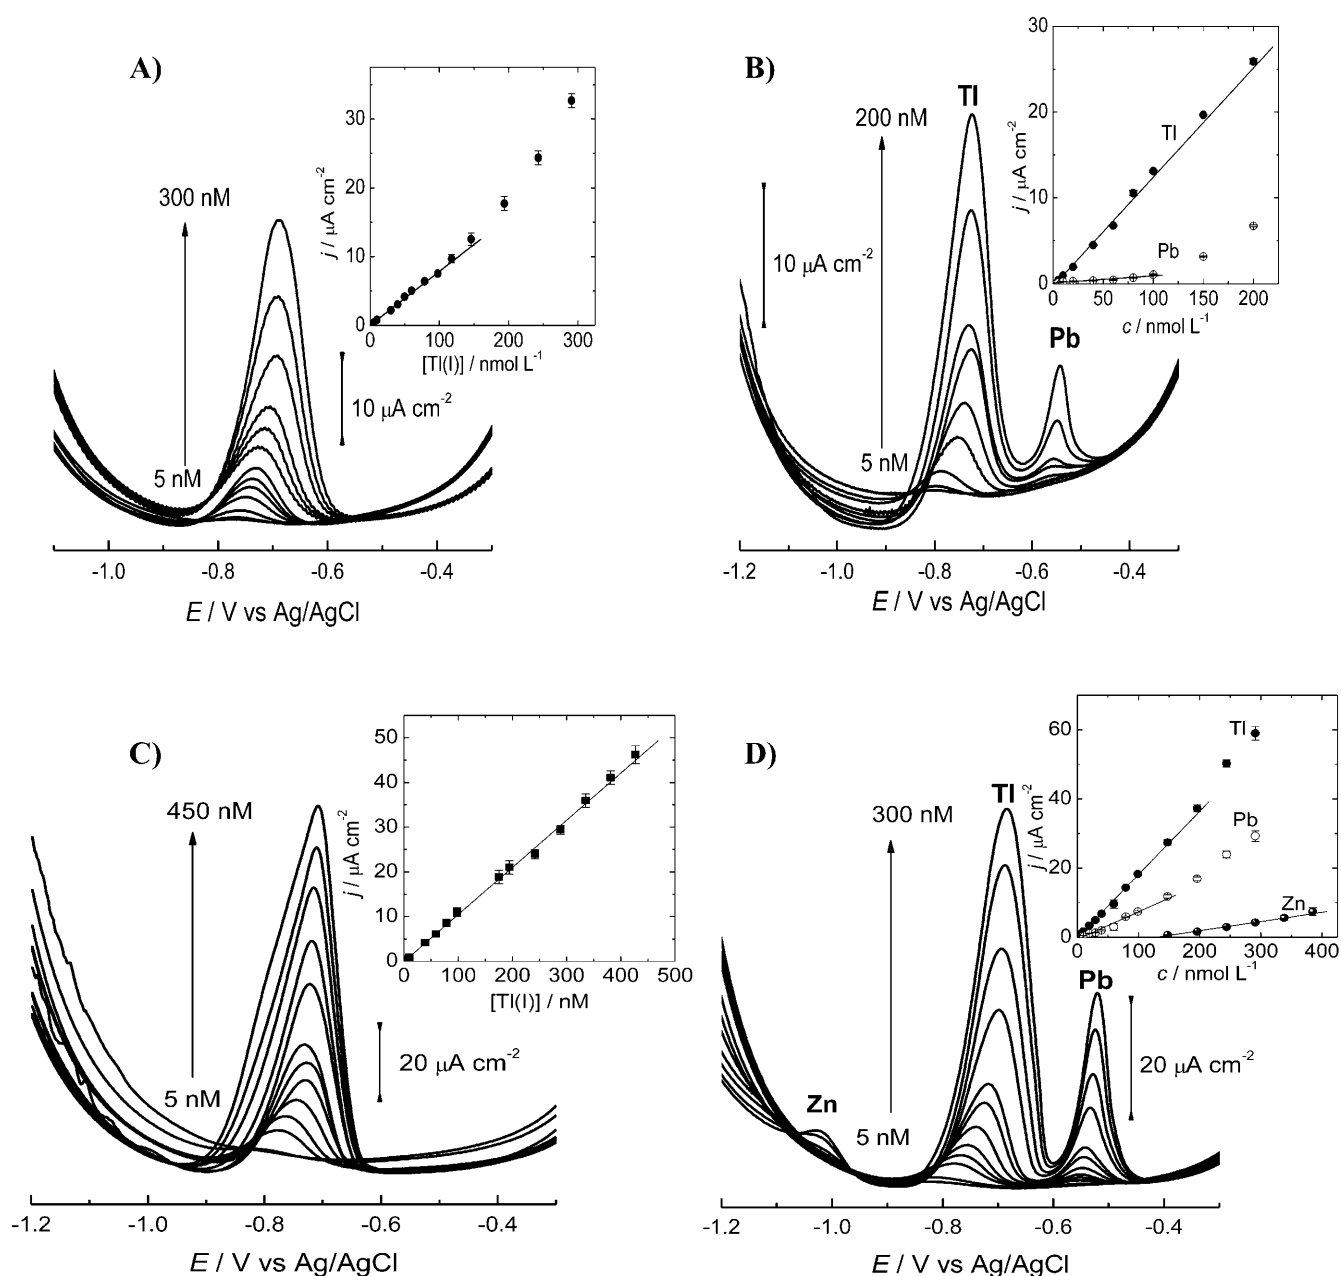 A)
300 nM
5 nM
10 μA cm-2
-1.0 -0.8 -0.6 -0.4
E / V vs Ag/AgCl
j / μA cm-2
30
20
10
0
0 100 200 300
[Tl(I)] / nmol L-1
B)
Tl
200 nM
10 μA cm-2
5 nM
Pb
-1.2 -1.0 -0.8 -0.6 -0.4
E / V vs Ag/AgCl
j / μA cm-2
30
20
10
0
Tl
Pb
0 50 100 150 200
c / nmol L-1
C)
450 nM
5 nM
20 μA cm-2
-1.2 -1.0 -0.8 -0.6 -0.4
E / V vs Ag/AgCl
j / μA cm-2
50
40
30
20
10
0
0 100 200 300 400 500
[Tl(I)] / nM
D)
Tl
300 nM
5 nM
Zn
Pb
20 μA cm-2
-1.2 -1.0 -0.8 -0.6 -0.4
E / V vs Ag/AgCl
j / μA cm-2
60
40
20
0
Tl
Pb
Zn
0 100 200 300 400
c / nmol L-1